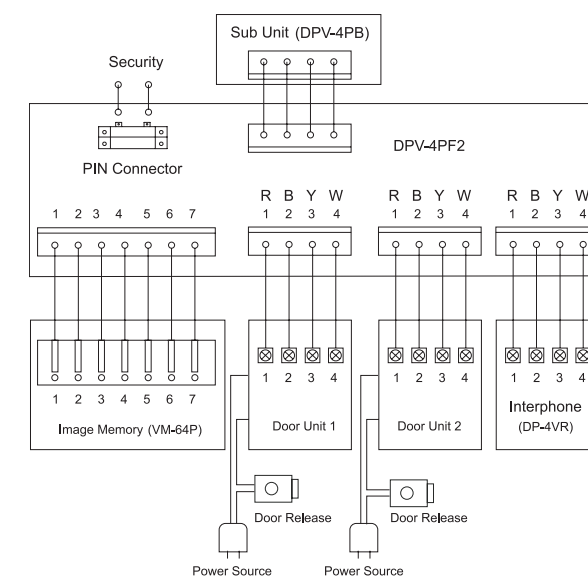 Sub Unit (DPV-4PB)
Security
DPV-4PF2
PIN Connector
R B Y W
R B Y W
R B Y W
1 2 3 4 5 6 7
1 2 3 4
1 2 3 4
1 2 3 4
1 2 3 4
1 2 3 4
1 2 3 4
1 2 3 4 5 6 7
Image Memory (VM-64P)
Door Unit 1
Door Unit 2
Interphone
(DP-4VR)
Door Release
Door Release
Power Source
Power Source